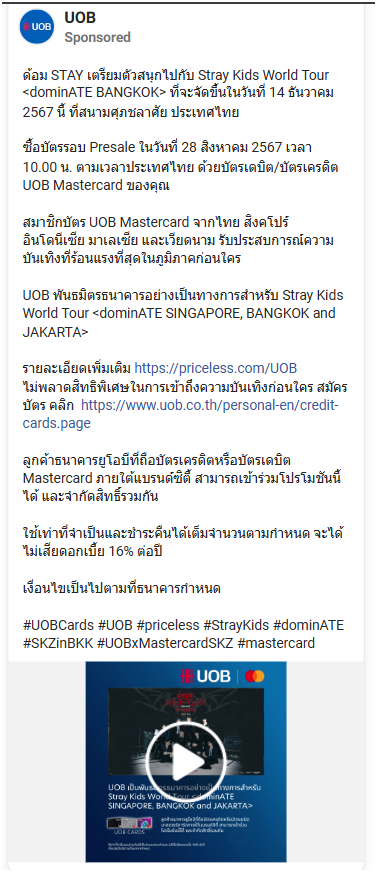 UOB
UOB
Sponsored
ด้อม STAY เตรียมตัวสนุกไปกับ Stray Kids World Tour
<dominATE BANGKOK> ที่จะจัดขึ้นในวันที่ 14 ธันวาคม
2567 นี้ ที่สนามศุภชลาศัย ประเทศไทย
ซื้อบัตรรอบ Presale ในวันที่ 28 สิงหาคม 2567 เวลา
10.00 น. ตามเวลาประเทศไทย ด้วยบัตรเดบิต/บัตรเครดิต
UOB Mastercard ของคุณ
สมาชิกบัตร UOB Mastercard จากไทย สิงคโปร์
อินโดนีเซีย มาเลเซีย และเวียดนาม รับประสบการณ์ความ
บันเทิงที่ร้อนแรงที่สุดในภูมิภาคก่อนใคร
UOB พันธมิตรธนาคารอย่างเป็นทางการสำหรับ Stray Kids
World Tour <dominATE SINGAPORE, BANGKOK and
JAKARTA>
รายละเอียดเพิ่มเติม https://priceless.com/UOB
ไม่พลาดสิทธิพิเศษในการเข้าถึงความบันเทิงก่อนใคร สมัคร
บัตร คลิก https://www.uob.co.th/personal-en/credit-
cards.page
ลูกค้าธนาคารยูโอบีที่ถือบัตรเครดิตหรือบัตรเดบิต
Mastercard ภายใต้แบรนด์ซิตี้ สามารถเข้าร่วมโปรโมชันนี้
ได้ และจำกัดสิทธิ์รวมกัน
ใช้เท่าที่จำเป็นและชำระคืนได้เต็มจำนวนตามกำหนด จะได้
ไม่เสียดอกเบี้ย 16% ต่อปี
เงื่อนไขเป็นไปตามที่ธนาคารกำหนด
#UOBCards #UOB #priceless #StrayKids #dominATE
#SKZinBKK #UOBxMastercardSKZ #mastercard
UOB
UOB เป็นพันธมิตรธนาคารอย่างเป็นทางการสำหรับ
Stray Kids World Tour <dominATE
SINGAPORE, BANGKOK and JAKARTA>
UOB CARDS